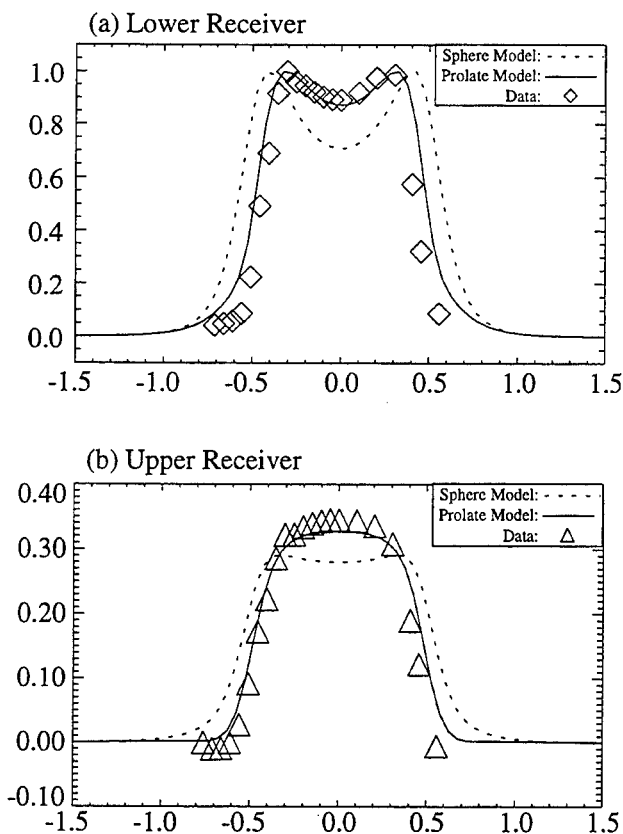 (a) Lower Receiver
Sphere Model:
Prolate Model:
Data:
1.0
0.8
0.6
0.4
0.2
0.0
-1.5 -1.0 -0.5 0.0 0.5 1.0 1.5
(b) Upper Receiver
Sphere Model:
Prolate Model:
Data:
0.40
0.30
0.20
0.10
0.00
-0.10
-1.5 -1.0 -0.5 0.0 0.5 1.0 1.5